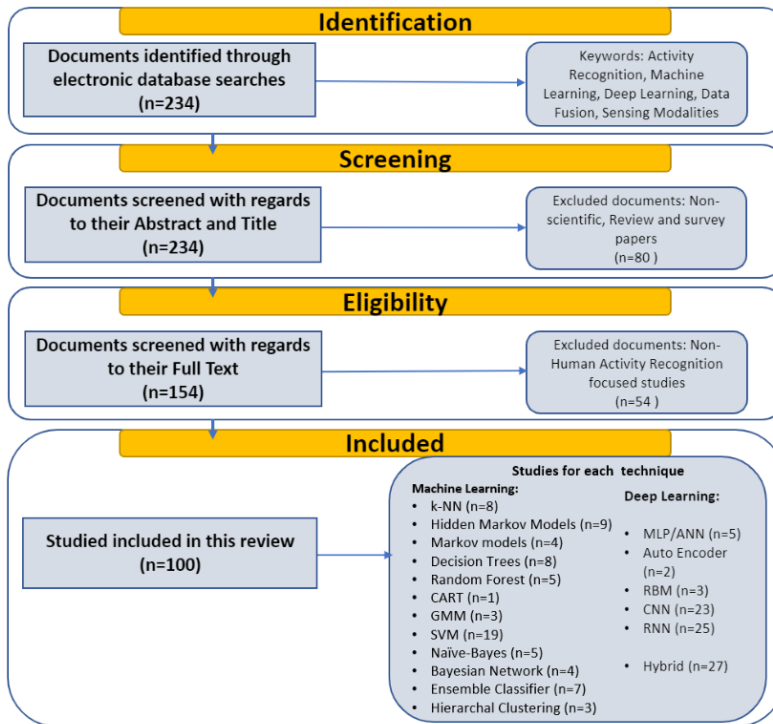 Identification
Documents identified through
electronic database searches
(n=234)
Keywords: Activity
Recognition, Machine
Learning, Deep Learning, Data
Fusion, Sensing Modalities
Screening
Documents screened with regards
to their Abstract and Title
(n=234)
Excluded documents: Non-
scientific, Review and survey
papers
(n=80 )
Eligibility
Documents screened with regards
to their Full Text
(n=154)
Excluded documents: Non-
Human Activity Recognition
focused studies
(n=54 )
Included
Studied included in this review
(n=100)
Studies for each technique
Machine Learning:
• k-NN (n=8)
• Hidden Markov Models (n=9)
• Markov models (n=4)
• Decision Trees (n=8)
• Random Forest (n=5)
• CART (n=1)
• GMM (n=3)
• SVM (n=19)
• Naïve-Bayes (n=5)
• Bayesian Network (n=4)
• Ensemble Classifier (n=7)
• Hierarchal Clustering (n=3)
Deep Learning:
• MLP/ANN (n=5)
• Auto Encoder
(n=2)
• RBM (n=3)
• CNN (n=23)
• RNN (n=25)
• Hybrid (n=27)